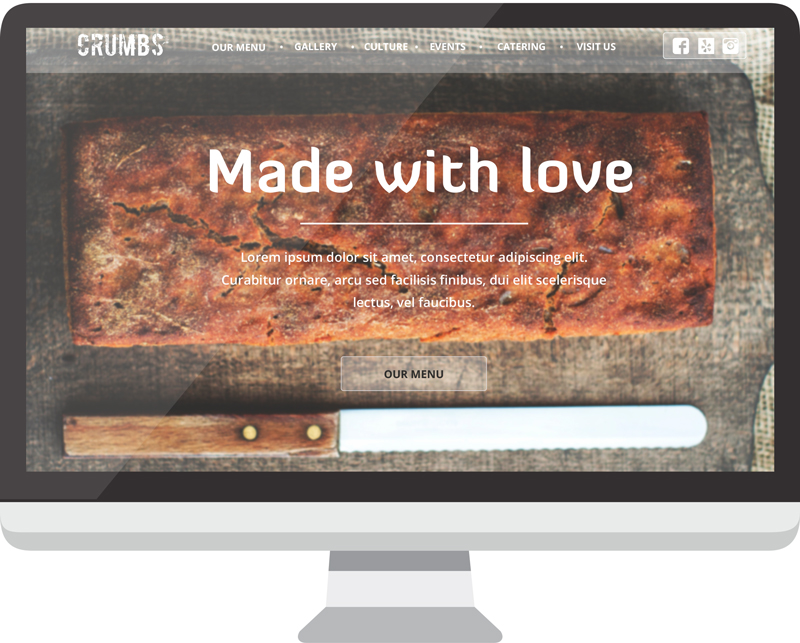 CRUMBS
OUR MENU • GALLERY • CULTURE • EVENTS • CATERING • VISIT US
Made with love
Lorem ipsum dolor sit amet, consectetur adipiscing elit.
Curabitur ornare, arcu sed facilisis finibus, dui elit scelerisque
lectus, vel faucibus.
OUR MENU